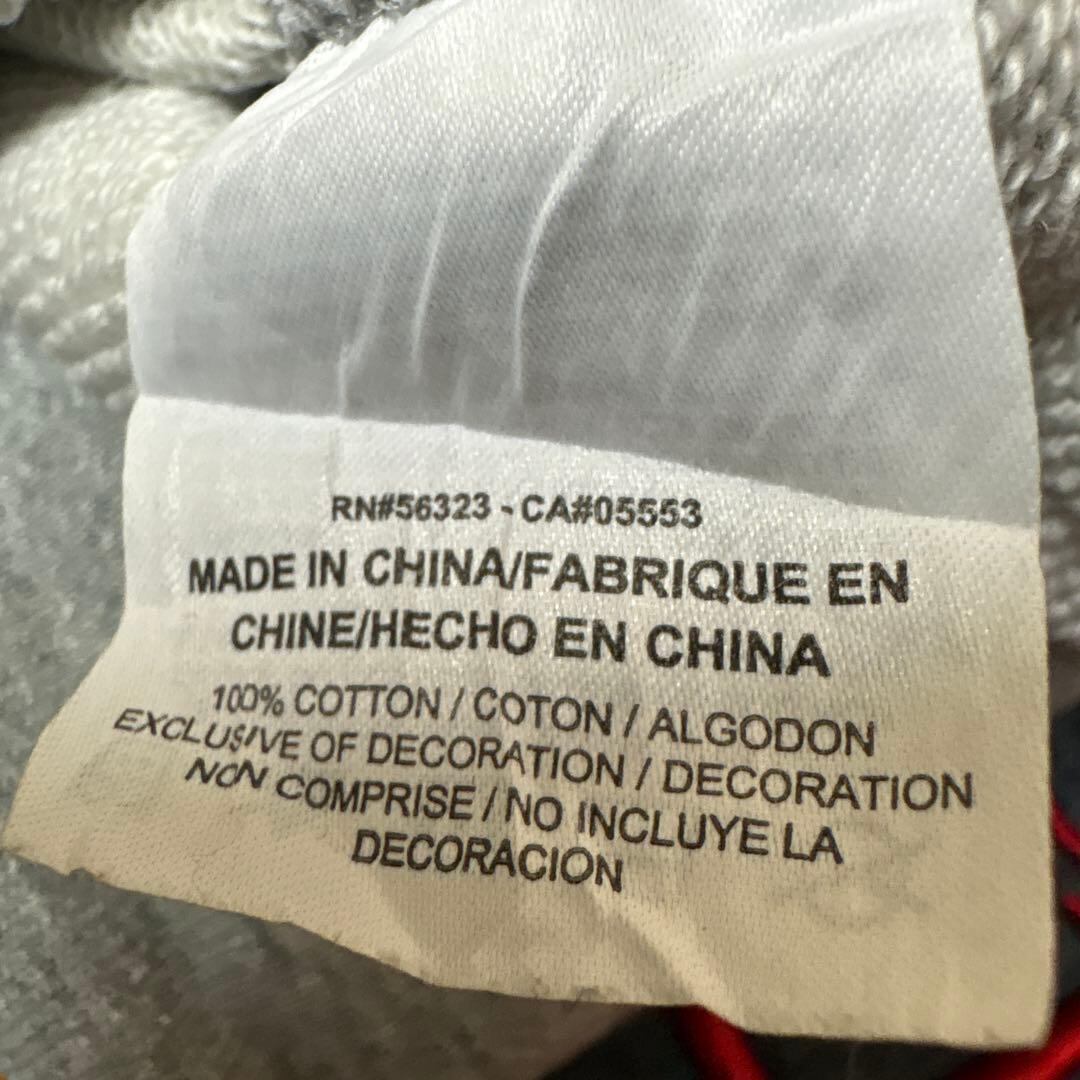 RN#56323 - CA#05553
MADE IN CHINA/FABRIQUE EN
CHINE/HECHO EN CHINA
100% COTTON / COTON / ALGODON
EXCLUSIVE OF DECORATION / DECORATION
NON COMPRISE / NO INCLUYE LA
DECORACION